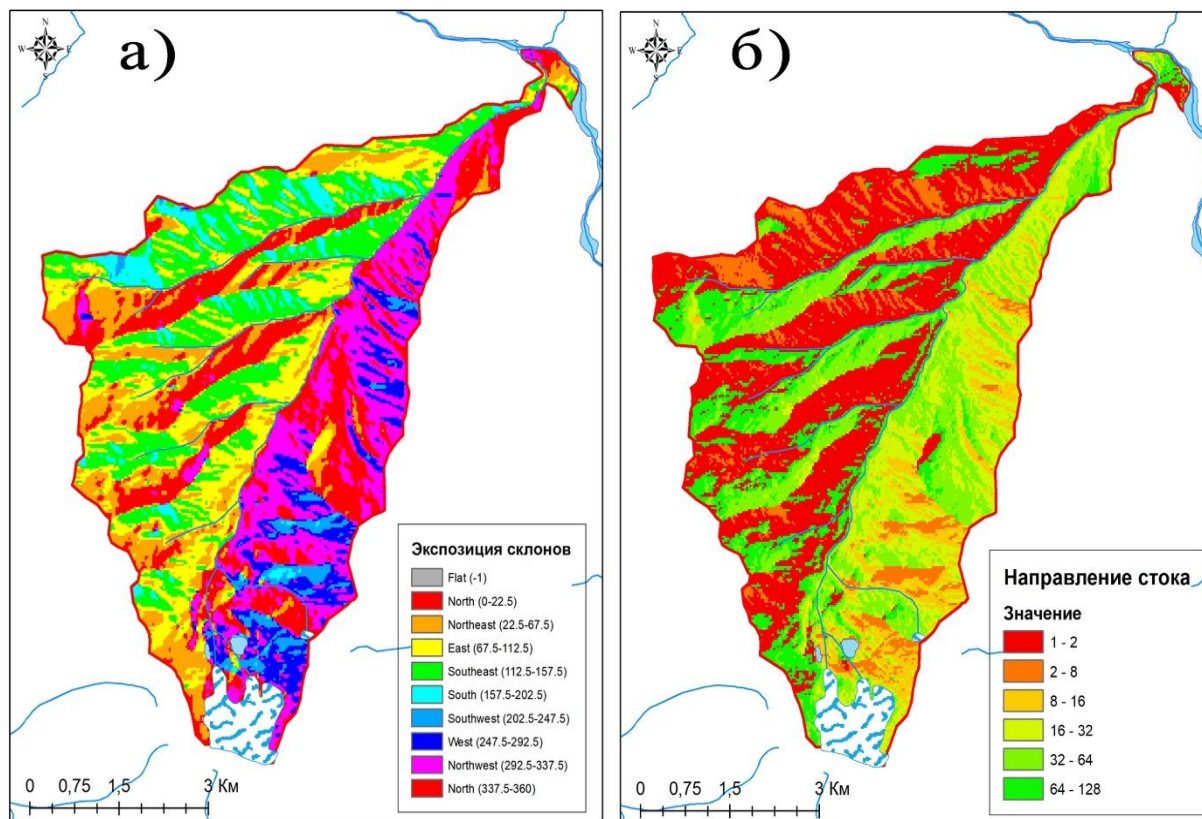 а)
N
W E
S
Экспозиция склонов
Flat (-1)
North (0-22.5)
Northeast (22.5-67.5)
East (67.5-112.5)
Southeast (112.5-157.5)
South (157.5-202.5)
Southwest (202.5-247.5)
West (247.5-292.5)
Northwest (292.5-337.5)
North (337.5-360)
0 0,75 1,5 3 Км
б)
N
W E
S
Направление стока
Значение
1 - 2
2 - 8
8 - 16
16 - 32
32 - 64
64 - 128
0 0,75 1,5 3 Км